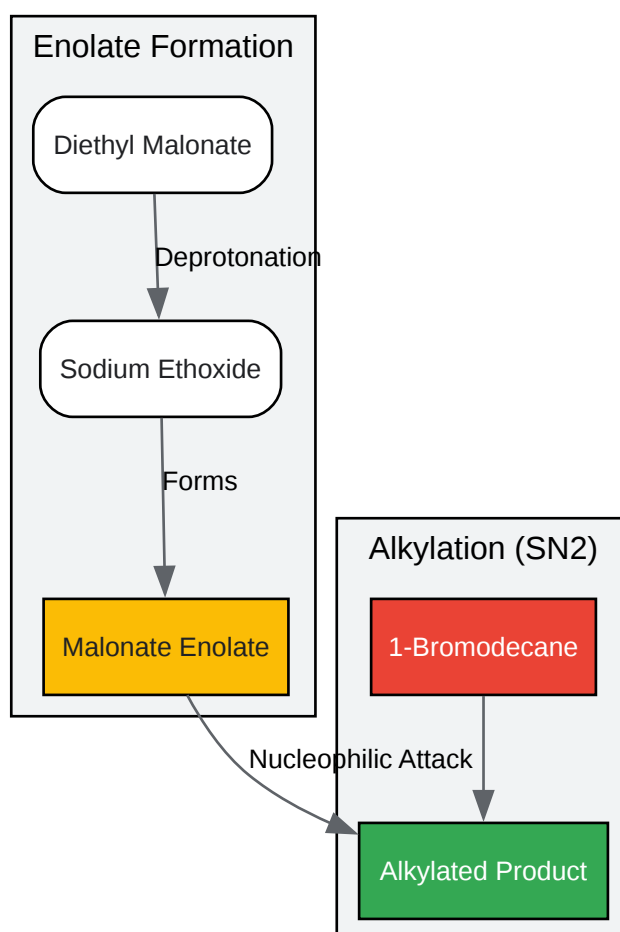 Enolate Formation
Diethyl Malonate
Deprotonation
Sodium Ethoxide
Forms
Malonate Enolate
Alkylation (SN2)
1-Bromodecane
Nucleophilic Attack
Alkylated Product